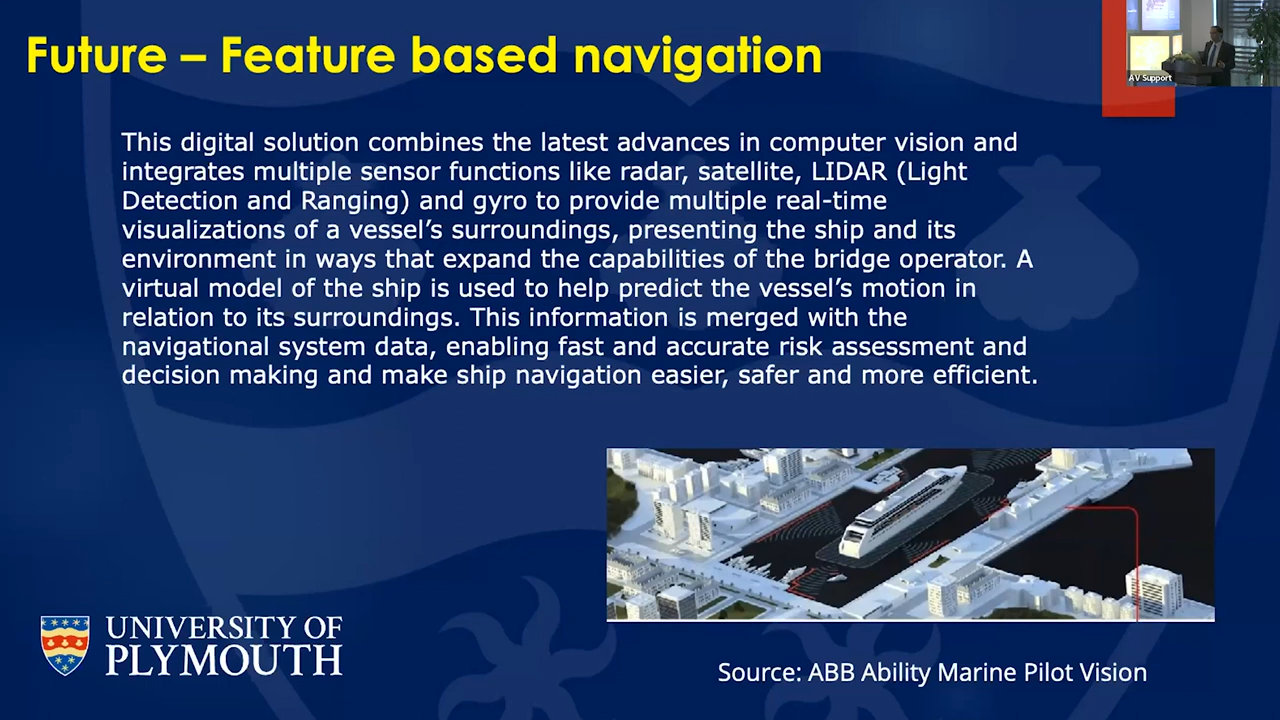 Future – Feature based navigation
AV Support
This digital solution combines the latest advances in computer vision and
integrates multiple sensor functions like radar, satellite, LIDAR (Light
Detection and Ranging) and gyro to provide multiple real-time
visualizations of a vessel’s surroundings, presenting the ship and its
environment in ways that expand the capabilities of the bridge operator. A
virtual model of the ship is used to help predict the vessel’s motion in
relation to its surroundings. This information is merged with the
navigational system data, enabling fast and accurate risk assessment and
decision making and make ship navigation easier, safer and more efficient.
UNIVERSITY OF
PLYMOUTH
Source: ABB Ability Marine Pilot Vision